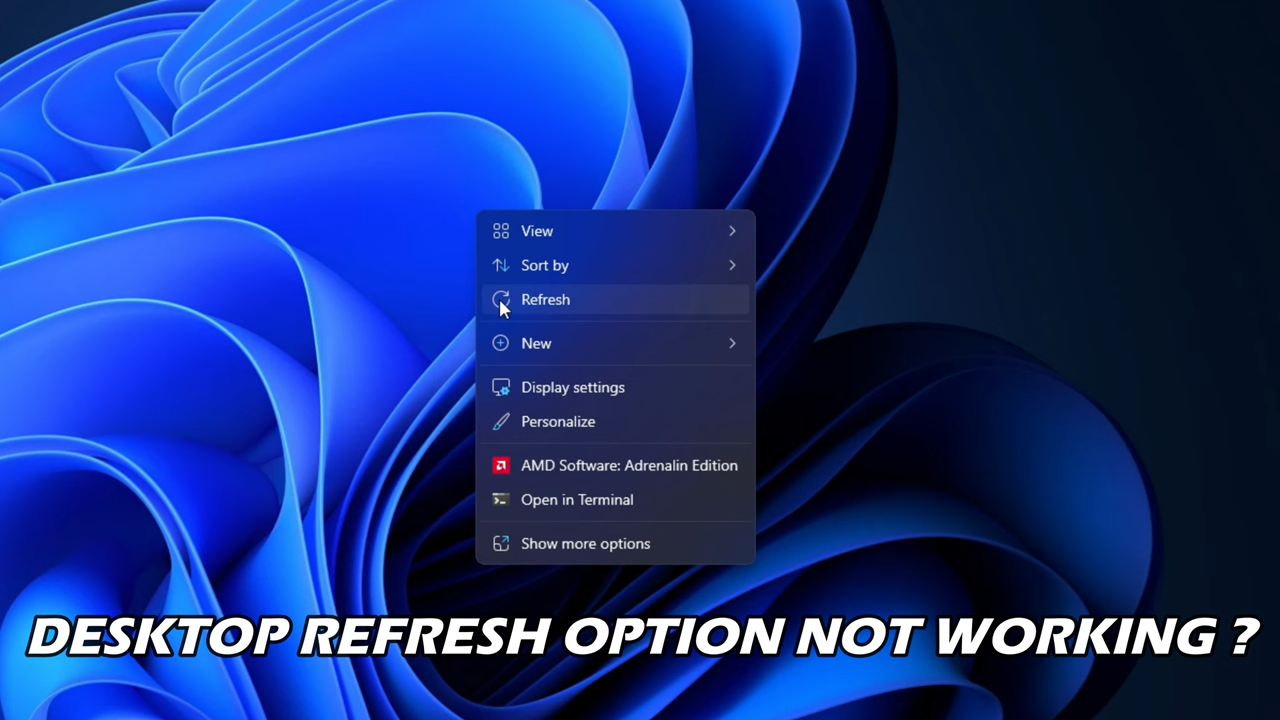 View
Sort by
Refresh
New
Display settings
Personalize
AMD Software: Adrenalin Edition
Open in Terminal
Show more options
DESKTOP REFRESH OPTION NOT WORKING ?